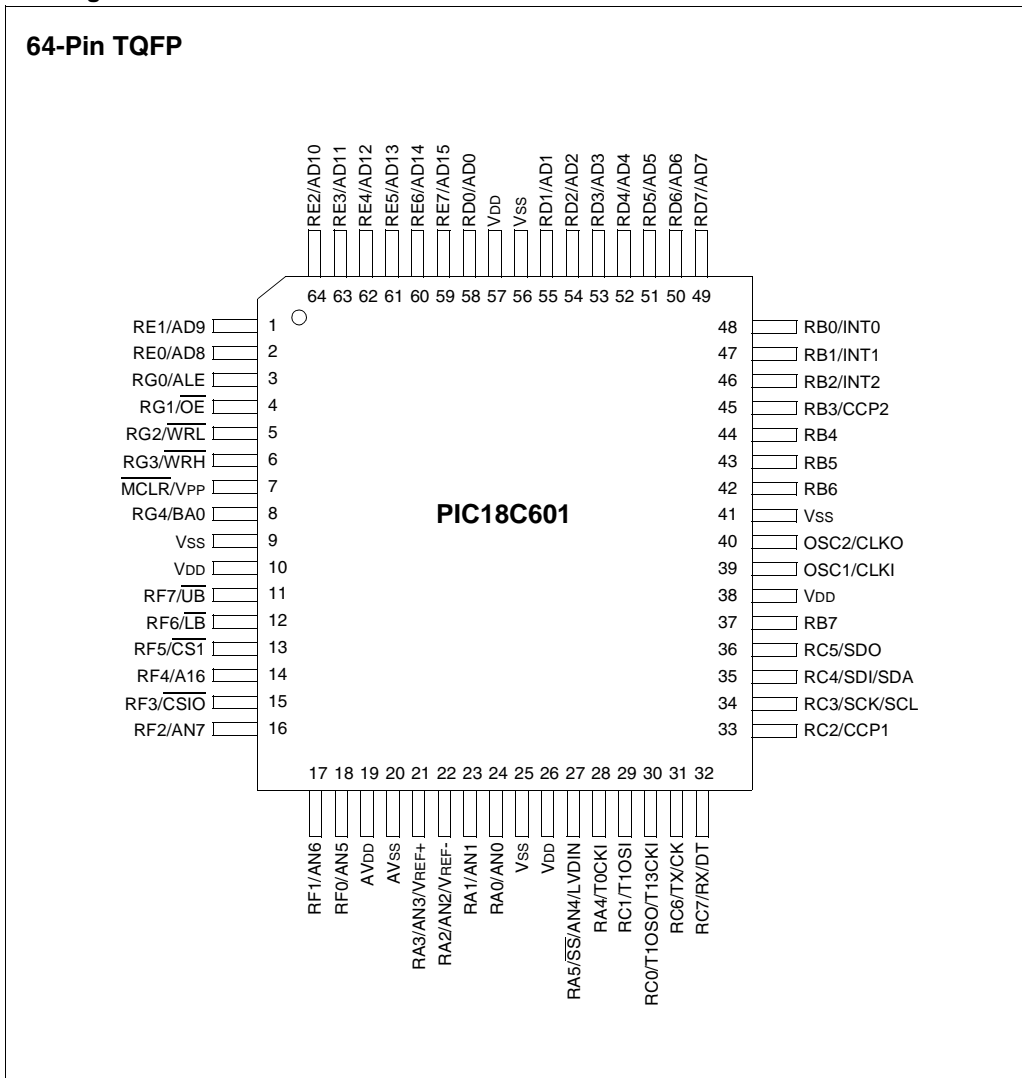 64-Pin TQFP
RE2/AD10
RE3/AD11
RE4/AD12
RE5/AD13
RE6/AD14
RE7/AD15
RD0/AD0
VDD
VSS
RD1/AD1
RD2/AD2
RD3/AD3
RD4/AD4
RD5/AD5
RD6/AD6
RD7/AD7
64 63 62 61 60 59 58 57 56 55 54 53 52 51 50 49
RE1/AD9 1
RE0/AD8 2
RG0/ALE 3
RG1/OE 4
RG2/WRL 5
RG3/WRH 6
MCLR/VPP 7
RG4/BA0 8
VSS 9
VDD 10
RF7/UB 11
RF6/LB 12
RF5/CS1 13
RF4/A16 14
RF3/CSIO 15
RF2/AN7 16
PIC18C601
48 RB0/INT0
47 RB1/INT1
46 RB2/INT2
45 RB3/CCP2
44 RB4
43 RB5
42 RB6
41 VSS
40 OSC2/CLKO
39 OSC1/CLKI
38 VDD
37 RB7
36 RC5/SDO
35 RC4/SDI/SDA
34 RC3/SCK/SCL
33 RC2/CCP1
17 18 19 20 21 22 23 24 25 26 27 28 29 30 31 32
RF1/AN6
RF0/AN5
AVDD
AVSS
RA3/AN3/VREF+
RA2/AN2/VREF-
RA1/AN1
RA0/AN0
VSS
VDD
RA5/SS/AN4/LVDIN
RA4/T0CKI
RC1/T1OSI
RC0/T1OSO/T13CKI
RC6/TX/CK
RC7/RX/DT